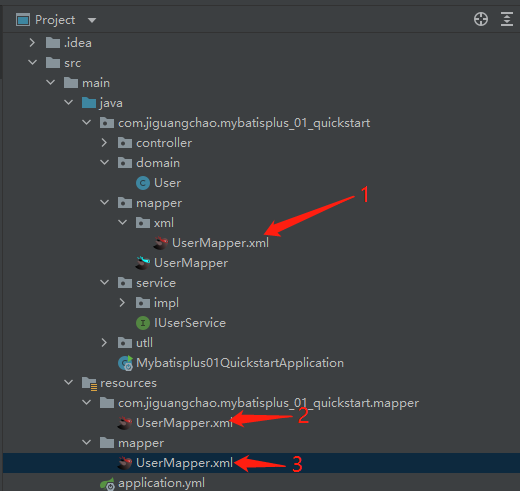 Project
.idea
src
main
java
com.jiguangchao.mybatisplus_01_quickstart
controller
domain
User
mapper
1
xml
UserMapper.xml
UserMapper
service
impl
IUserService
utll
Mybatisplus01QuickstartApplication
resources
com.jiguangchao.mybatisplus_01_quickstart.mapper
UserMapper.xml 2
mapper
UserMapper.xml 3
application.yml